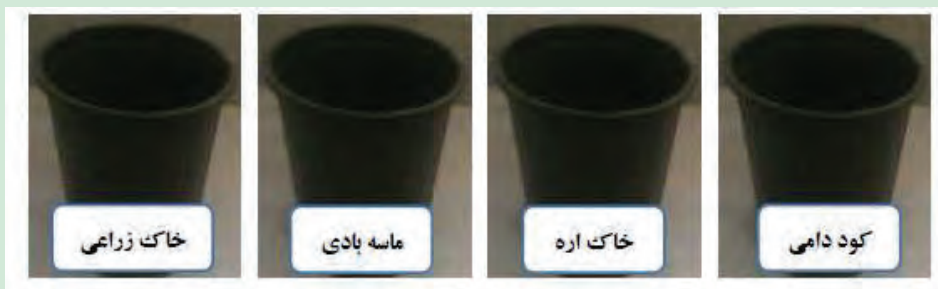 کود دامی
خاک اره
ماسه بادی
خاک زراعی